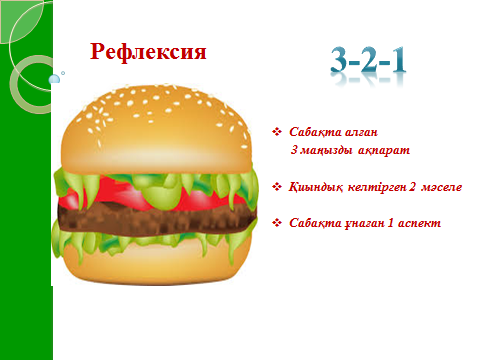 Рефлексия
3-2-1
Сабақта алған
3 маңызды ақпарат
Қиындық келтірген 2 мәселе
Сабақта ұнаған 1 аспект